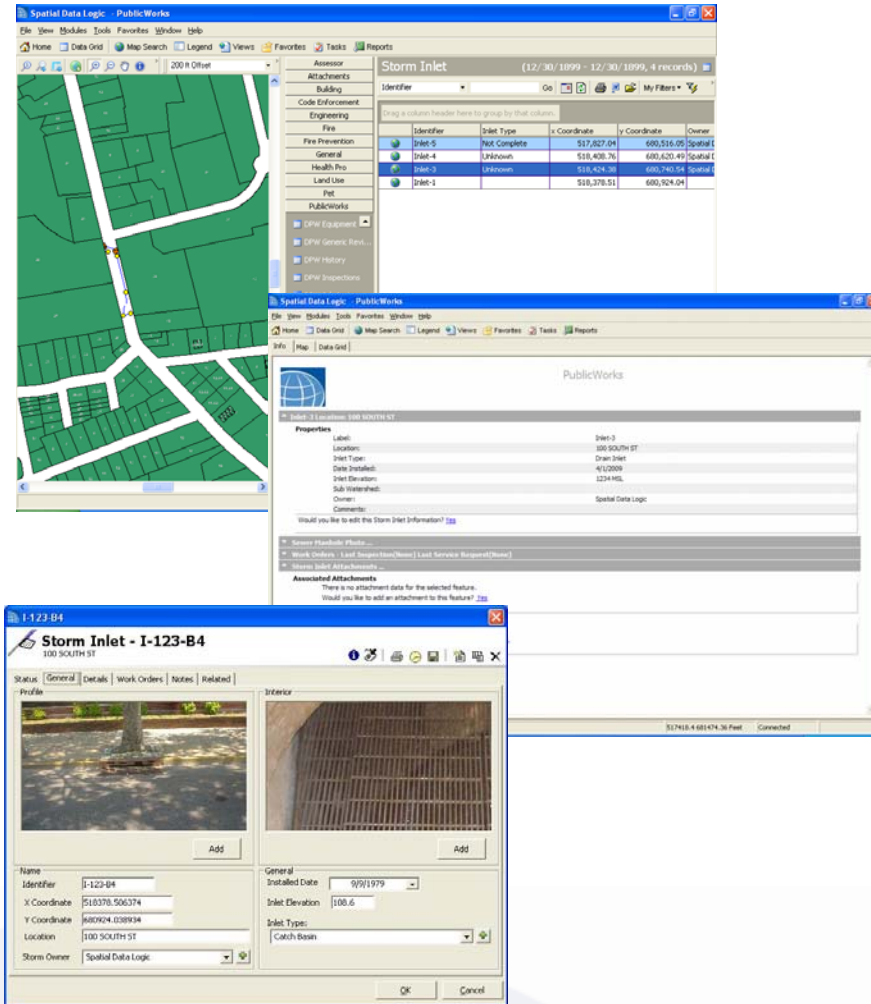 Spatial Data Logic - PublicWorks
File View Modules Tools Favorites Window Help
Home Data Grid Map Search Legend Views Favorites Tasks Reports
200 ft Offset
Assessor
Attachments
Building
Code Enforcement
Engineering
Fire
Fire Prevention
General
Health Pro
Land Use
Pet
PublicWorks
DPW Equipment
DPW Generic Revi...
DPW History
DPW Inspections
Storm Inlet (12/30/1899 - 12/30/1899, 4 records)
Identifier Go My Filters
Drag a column header here to group by that column.
Identifier Inlet Type x Coordinate y Coordinate Owner
Inlet-5 Not Complete 517,827.04 680,516.05 Spatial D
Inlet-4 Unknown 518,408.76 680,620.49 Spatial D
Inlet-3 Unknown 518,424.38 680,740.54 Spatial D
Inlet-1 518,378.51 680,924.04
Spatial Data Logic - PublicWorks
File View Modules Tools Favorites Window Help
Home Data Grid Map Search Legend Views Favorites Tasks Reports
Info Map Data Grid
PublicWorks
Inlet-3 Location: 100 SOUTH ST
Properties
Label: Inlet-3
Location: 100 SOUTH ST
Inlet Type: Drain Inlet
Date Installed: 4/1/2009
Inlet Elevation: 1234 MSL
Sub Watershed:
Owner: Spatial Data Logic
Comments:
Would you like to edit this Storm Inlet Information? Yes
Sewer Manhole Photo ...
Work Orders - Last Inspection(None) Last Service Request(None)
Storm Inlet Attachments ...
Associated Attachments
There is no attachment data for the selected feature.
Would you like to add an attachment to this feature? Yes
517418.4 681474.36 Feet Connected
I-123-B4
Storm Inlet - I-123-B4
100 SOUTH ST
Status General Details Work Orders Notes Related
Profile
Add
Interior
Add
Name
Identifier I-123-B4
X Coordinate 518378.506374
Y Coordinate 680924.038934
Location 100 SOUTH ST
Storm Owner Spatial Data Logic
General
Installed Date 9/9/1979
Inlet Elevation 108.6
Inlet Type:
Catch Basin
OK Cancel